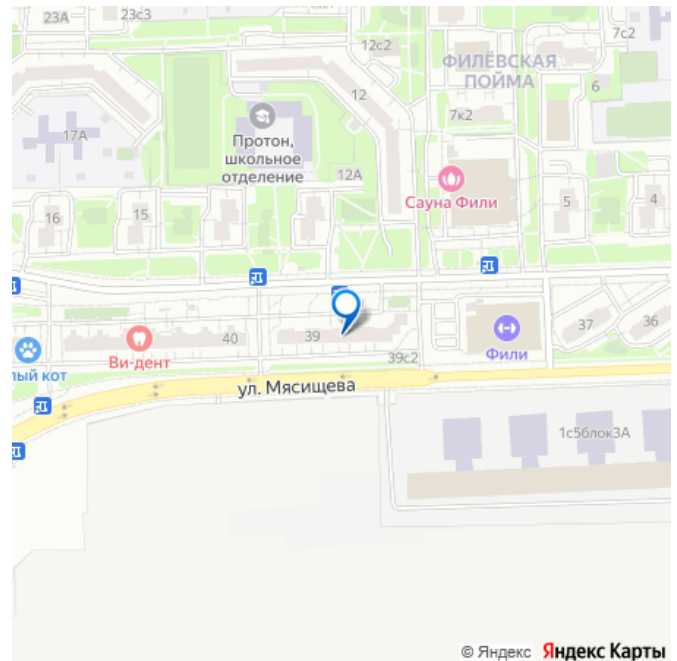 23А
23с3
12с2
7с2
ФИЛЁВСКАЯ
ПОЙМА
6
12
7к2
17А
Протон,
школьное
отделение
12А
Сауна Фили
16
15
5
4
39
40
37
36
Ви-дент
Фили
лый кот
39с2
ул. Мясищева
1с5блок3А
© Яндекс Яндекс Карты